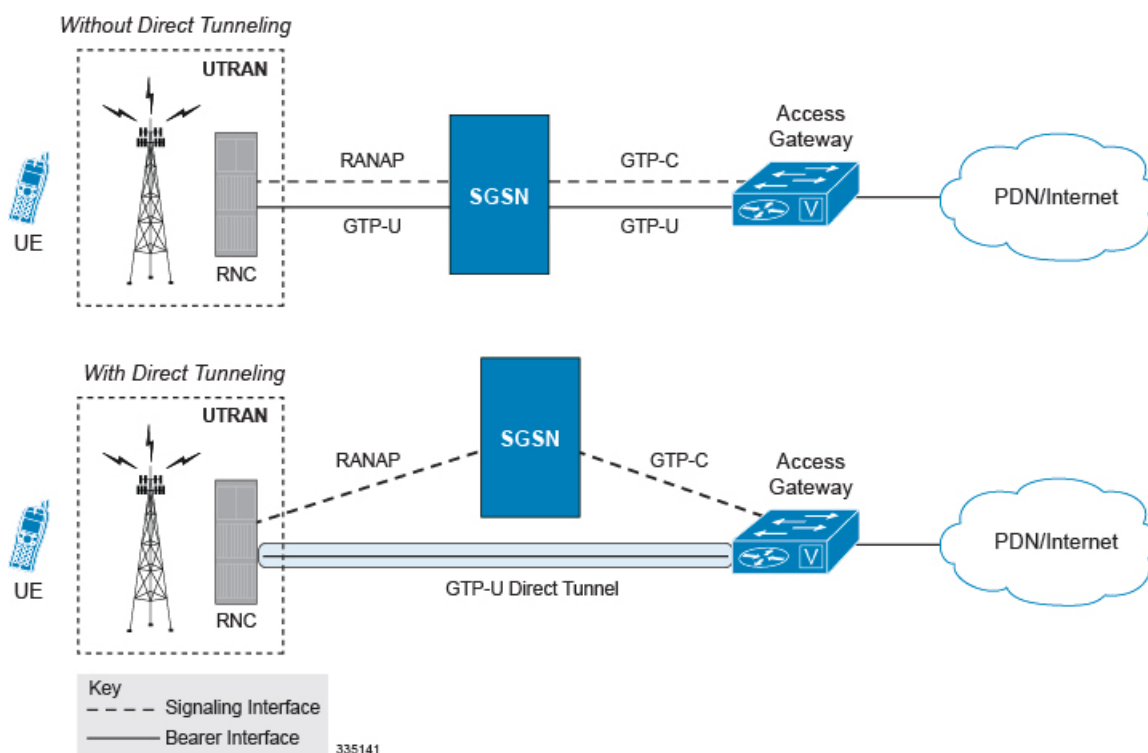 Without Direct Tunneling
UTRAN
UE
RNC
RANAP
GTP-U
SGSN
GTP-C
GTP-U
Access
Gateway
V
PDN/Internet
With Direct Tunneling
UTRAN
UE
RNC
RANAP
SGSN
GTP-C
GTP-U Direct Tunnel
Access
Gateway
V
PDN/Internet
Key
Signaling Interface
Bearer Interface
335141